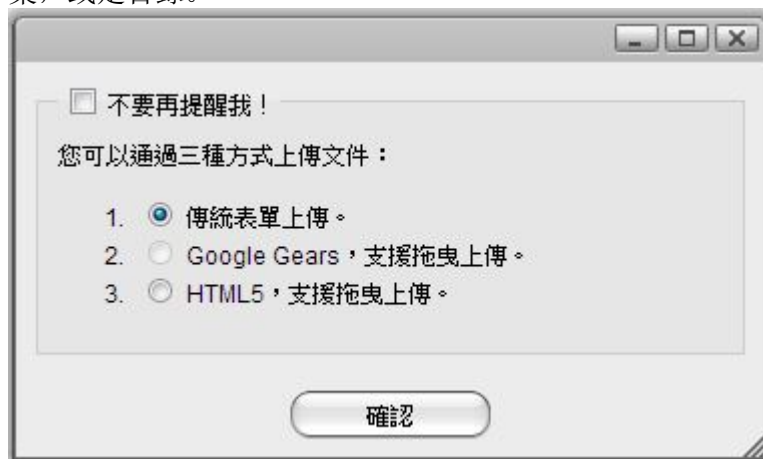 不要再提醒我！
您可以通過三種方式上傳文件：
1. 傳統表單上傳。
2. Google Gears，支援拖曳上傳。
3. HTML5，支援拖曳上傳。
確認